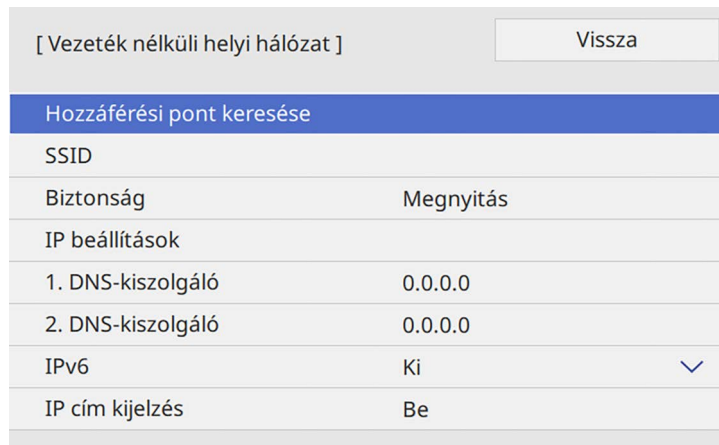 [ Vezeték nélküli helyi hálózat ]
Vissza
Hozzáférési pont keresése
SSID
Biztonság Megnyitás
IP beállítások
1. DNS-kiszolgáló 0.0.0.0
2. DNS-kiszolgáló 0.0.0.0
IPv6 Ki
IP cím kijelzés Be